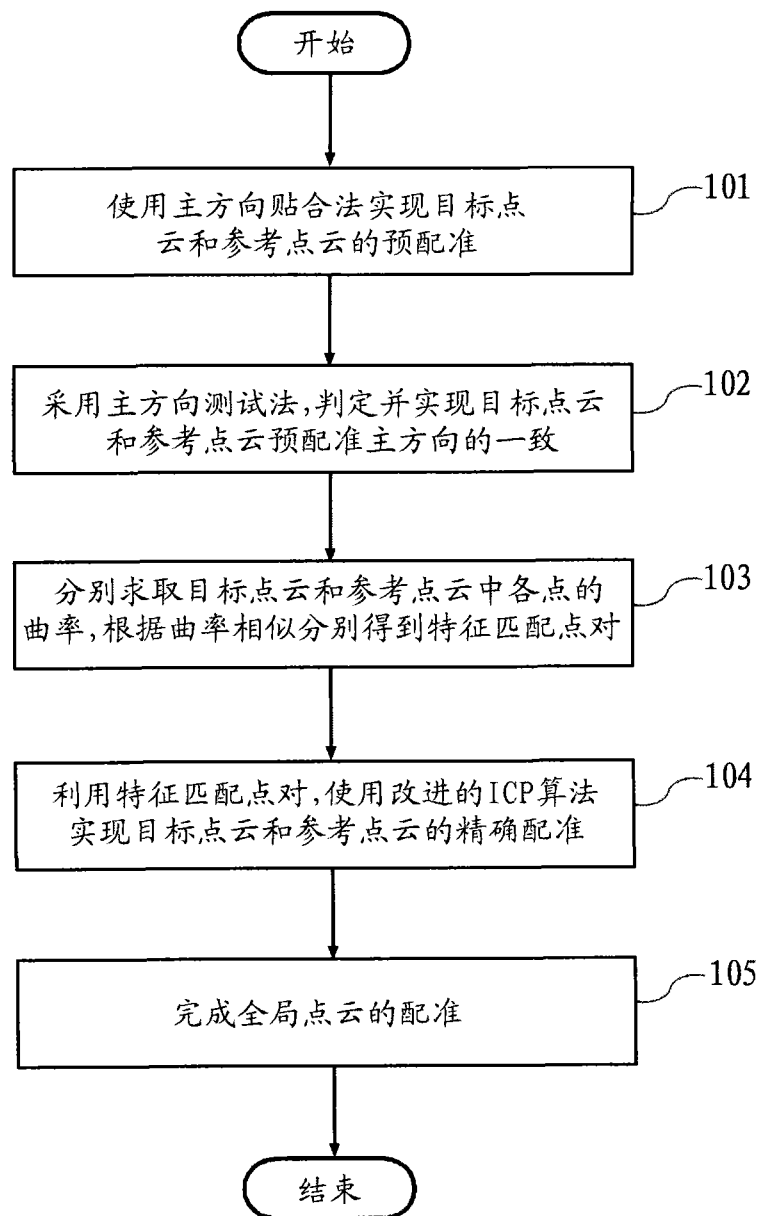 开始
使用主方向贴合法实现目标点
云和参考点云的预配准
101
采用主方向测试法,判定并实现目标点云
和参考点云预配准主方向的一致
102
分别求取目标点云和参考点云中各点的
曲率,根据曲率相似分别得到特征匹配点对
103
利用特征匹配点对,使用改进的ICP算法
实现目标点云和参考点云的精确配准
104
完成全局点云的配准
105
结束